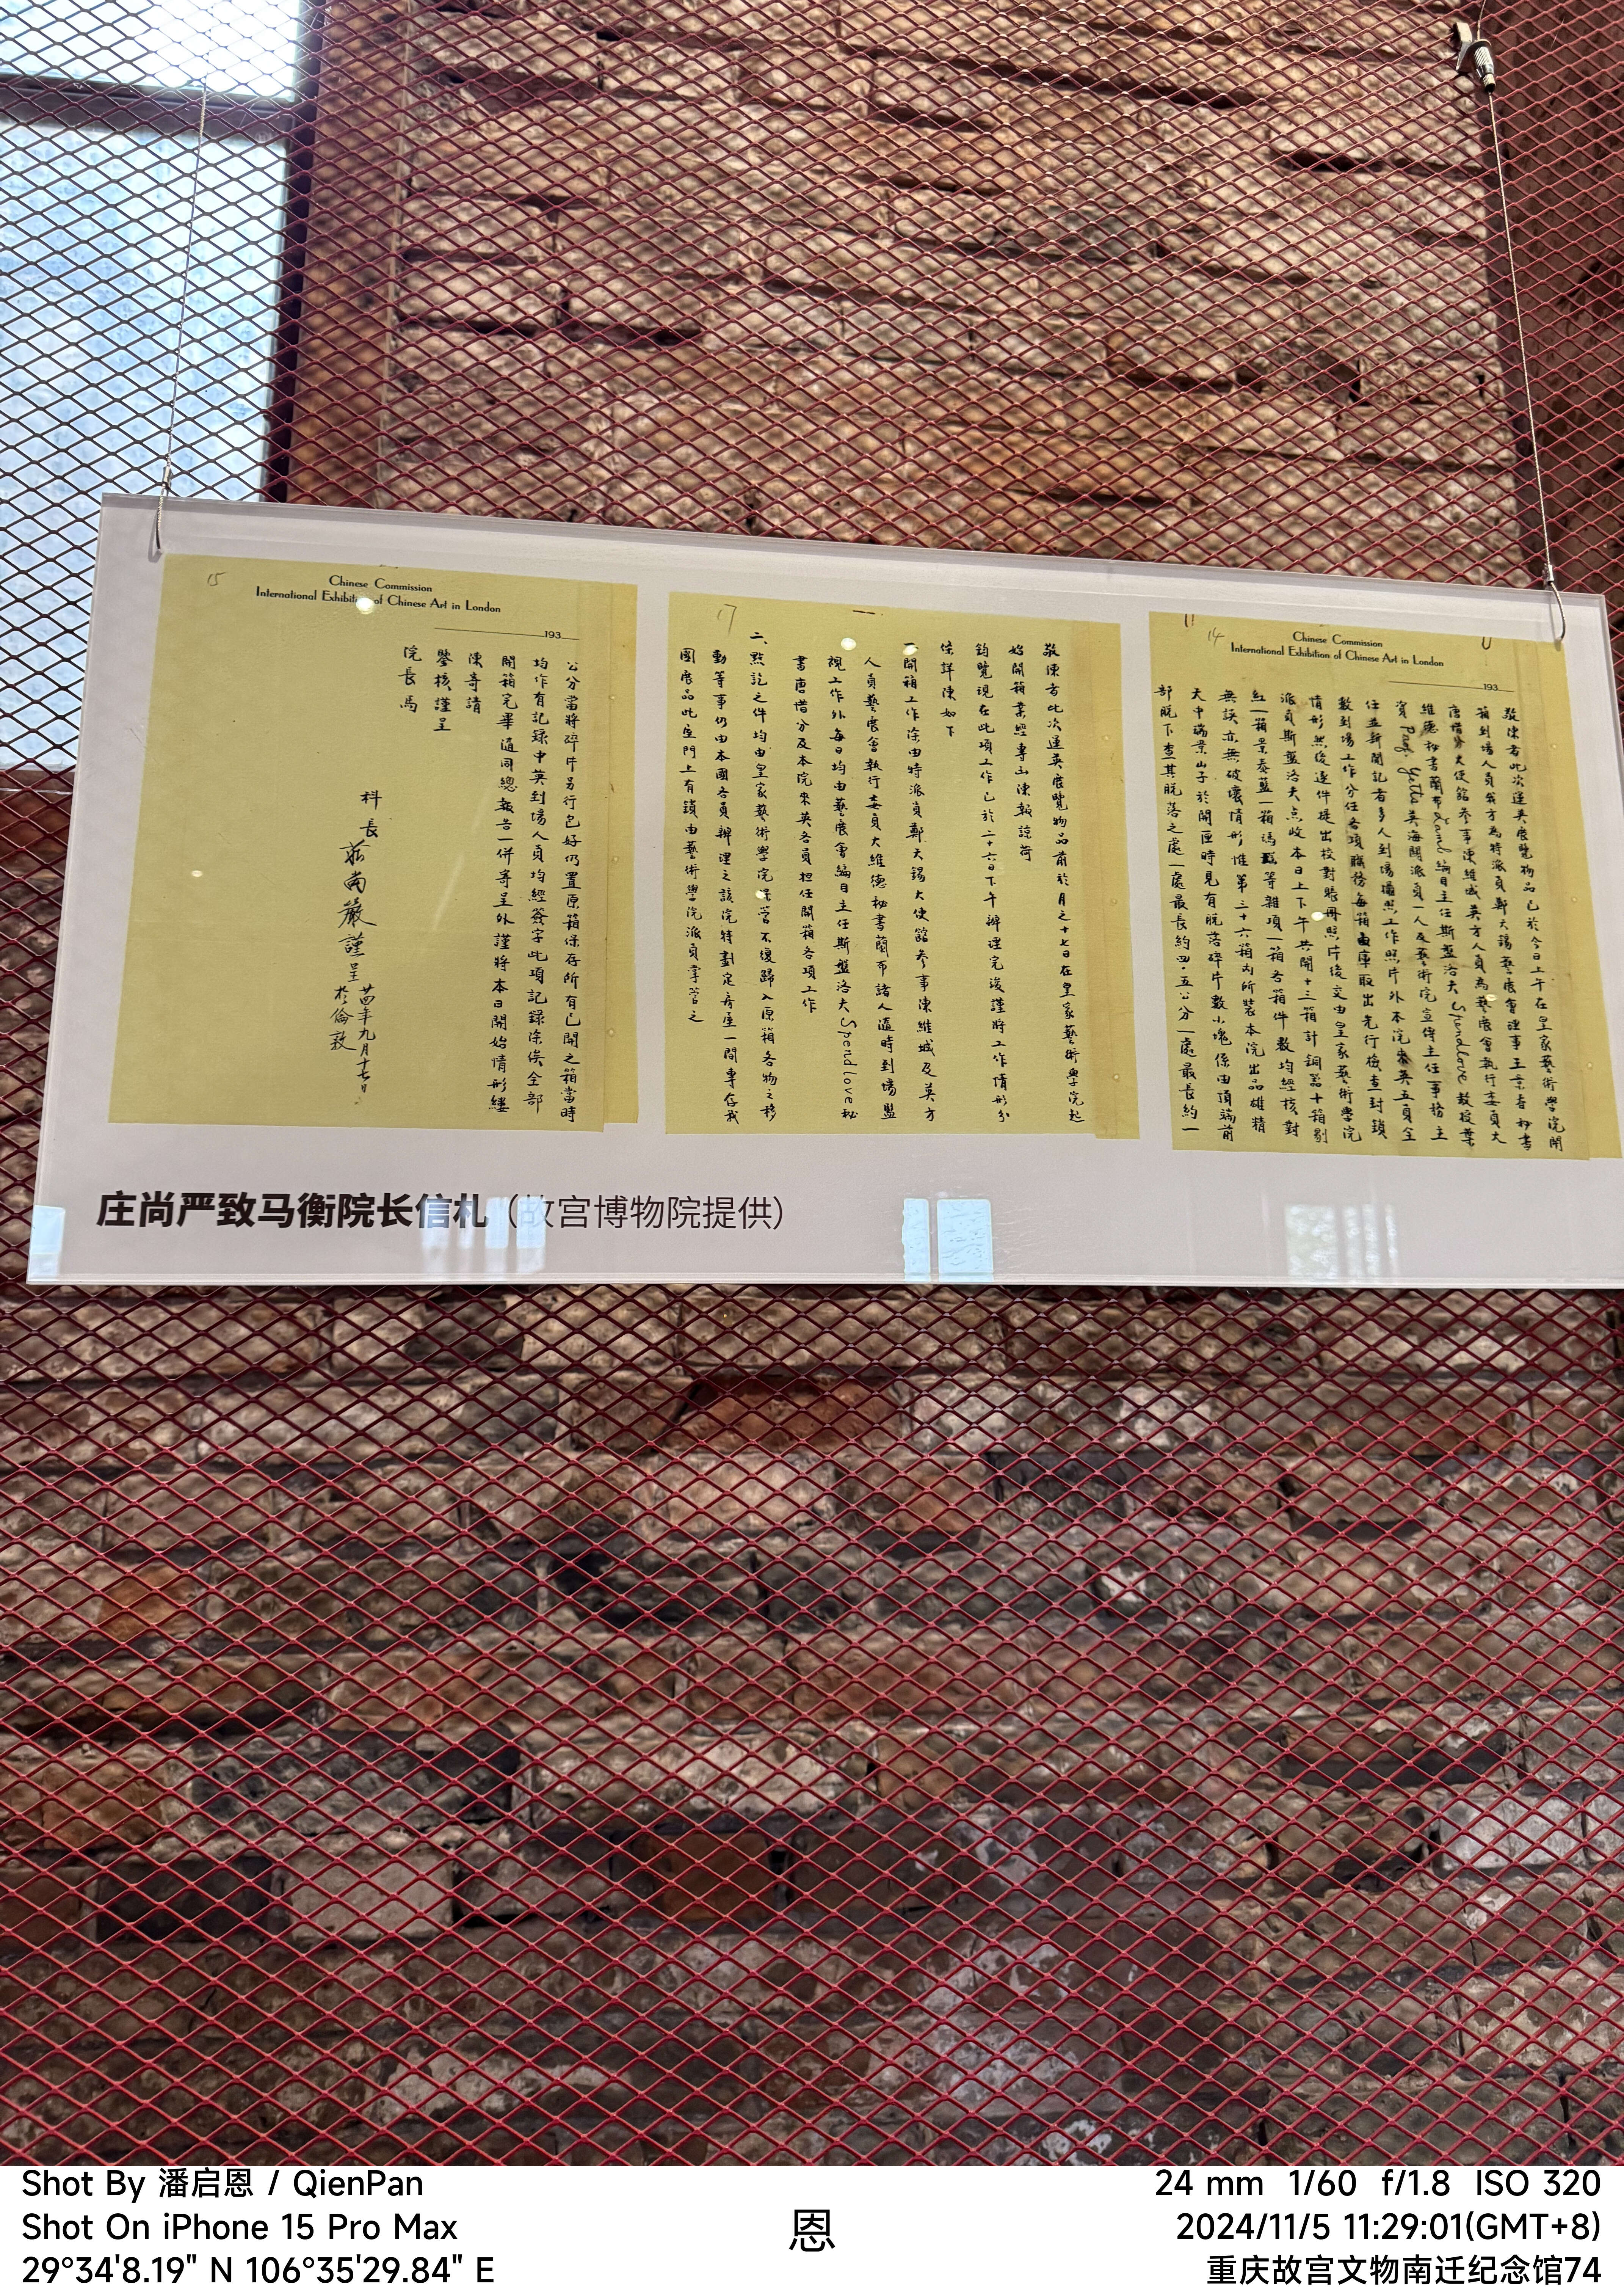 Chinese Commission
International Exhibition of Chinese Art in London
193
14
敬陳者此次運英展覽物品已於今日上午在皇家藝術學院開
箱到場人員我方為特派員鄭天錫藝展會理事王景春秘書
唐惜分大使館參事陳維城英方人員為藝展會執行委員大
維德秘書蘭布編目主任斯盤洛夫Spendlove教授葉
資 Yetts英海關派員一人及藝術院宣傳主任事務主
任並新聞記者多人到場攝照工作照片外本院來英五員全
數到場工作分任各項職務每箱由庫取出先行檢查封鎖
情形然後逐件提出校對賬冊照片後交由皇家藝術學院
派員斯盤洛夫点收本日上下午共開十三箱計銅器十箱剔
紅一箱景泰藍一箱瑪瑙等雜項一箱各箱件數均經核對
無誤亦無破壞情形惟第三十六箱內所裝本院出品雄精
天中瑞景山子於開匣時見有脫落碎片數小塊係由頂端前
部脫下查其脫落之處一處最長約四·五公分一處最長約一
17
敬陳者此次運英展覽物品前於月之十七日在皇家藝術學院起
始開箱業經專函陳報諒荷
鈞覽現在此項工作已於二十六日下午辦理完竣謹將工作情形分
條詳陳如下
一、開箱工作除由特派員鄭天錫大使館參事陳維城及英方
人員藝展會執行委員大維德秘書蘭布諸人隨時到場監
視工作外每日均由藝展會編目主任斯盤洛夫Spendlove秘
書唐惜分及本院來英各員担任開箱各項工作
二、點訖之件均由皇家藝術學院保管不復歸入原箱各物之移
動等事仍由本國各員辦理之該院特劃定房屋一間專存我
國展品此屋門上有鎖由藝術學院派員掌管之
15
Chinese Commission
International Exhibition of Chinese Art in London
193
公分當將碎片另行包好仍置原箱保存所有已開之箱當時
均作有記錄中英到場人員均經簽字此項記錄除俟全部
開箱完畢通同總報告一併寄呈外謹將本日開始情形縷
陳寄請
鑒核謹呈
院長馬
科長
莊尚嚴謹呈
廿四年九月十七日
於倫敦
庄尚严致马衡院长信札（故宫博物院提供）
Shot By 潘启恩 / QienPan
Shot On iPhone 15 Pro Max
29°34'8.19" N 106°35'29.84" E
恩
24 mm 1/60 f/1.8 ISO 320
2024/11/5 11:29:01(GMT+8)
重庆故宫文物南迁纪念馆74